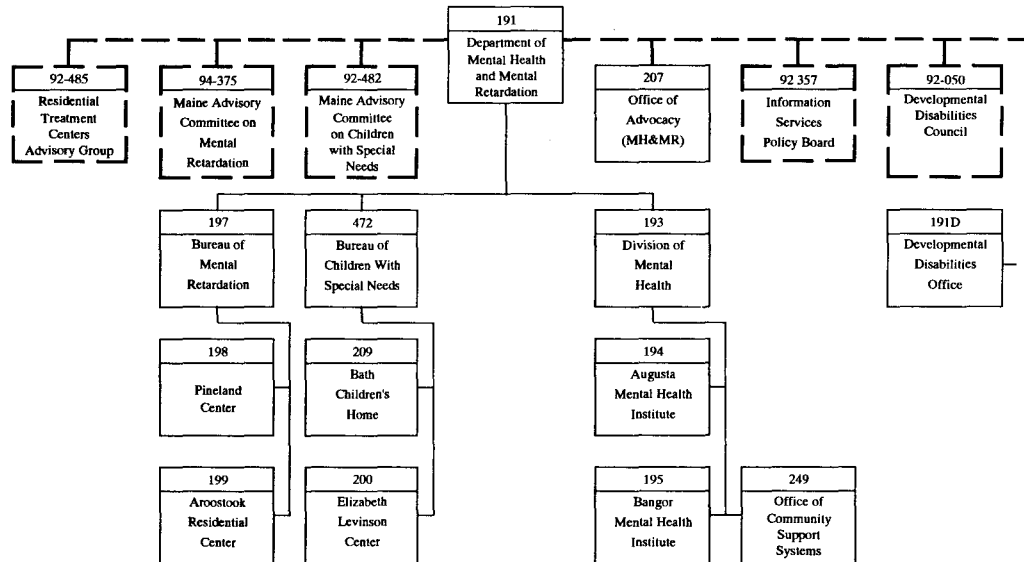 191
Department of
Mental Health
and Mental
Retardation
92-485
Residential
Treatment
Centers
Advisory Group
94-375
Maine Advisory
Committee on
Mental
Retardation
92-482
Maine Advisory
Committee
on Children
with Special
Needs
207
Office of
Advocacy
(MH&MR)
92 357
Information
Services
Policy Board
92-050
Developmental
Disabilities
Council
197
Bureau of
Mental
Retardation
472
Bureau of
Children With
Special Needs
193
Division of
Mental
Health
191D
Developmental
Disabilities
Office
198
Pineland
Center
209
Bath
Children's
Home
194
Augusta
Mental Health
Institute
199
Aroostook
Residential
Center
200
Elizabeth
Levinson
Center
195
Bangor
Mental Health
Institute
249
Office of
Community
Support
Systems